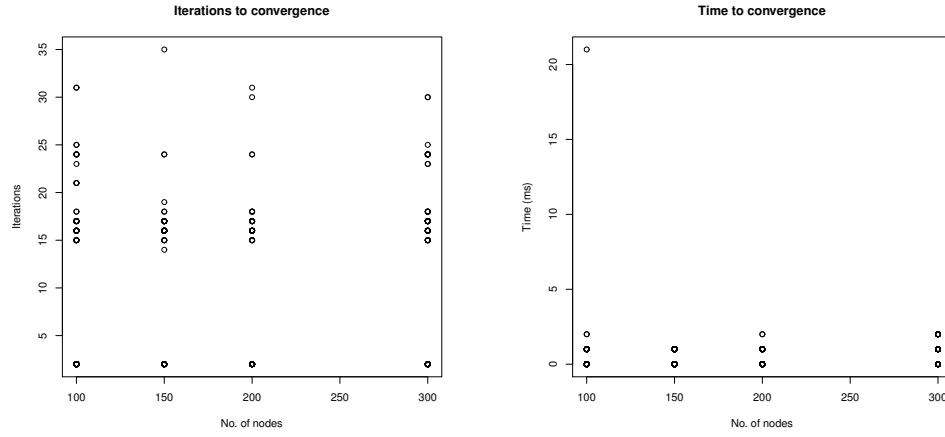 Iterations to convergence
Iterations
35
30
25
20
15
10
5
100 150 200 250 300
No. of nodes
Time to convergence
Time (ms)
20
15
10
5
0
100 150 200 250 300
No. of nodes